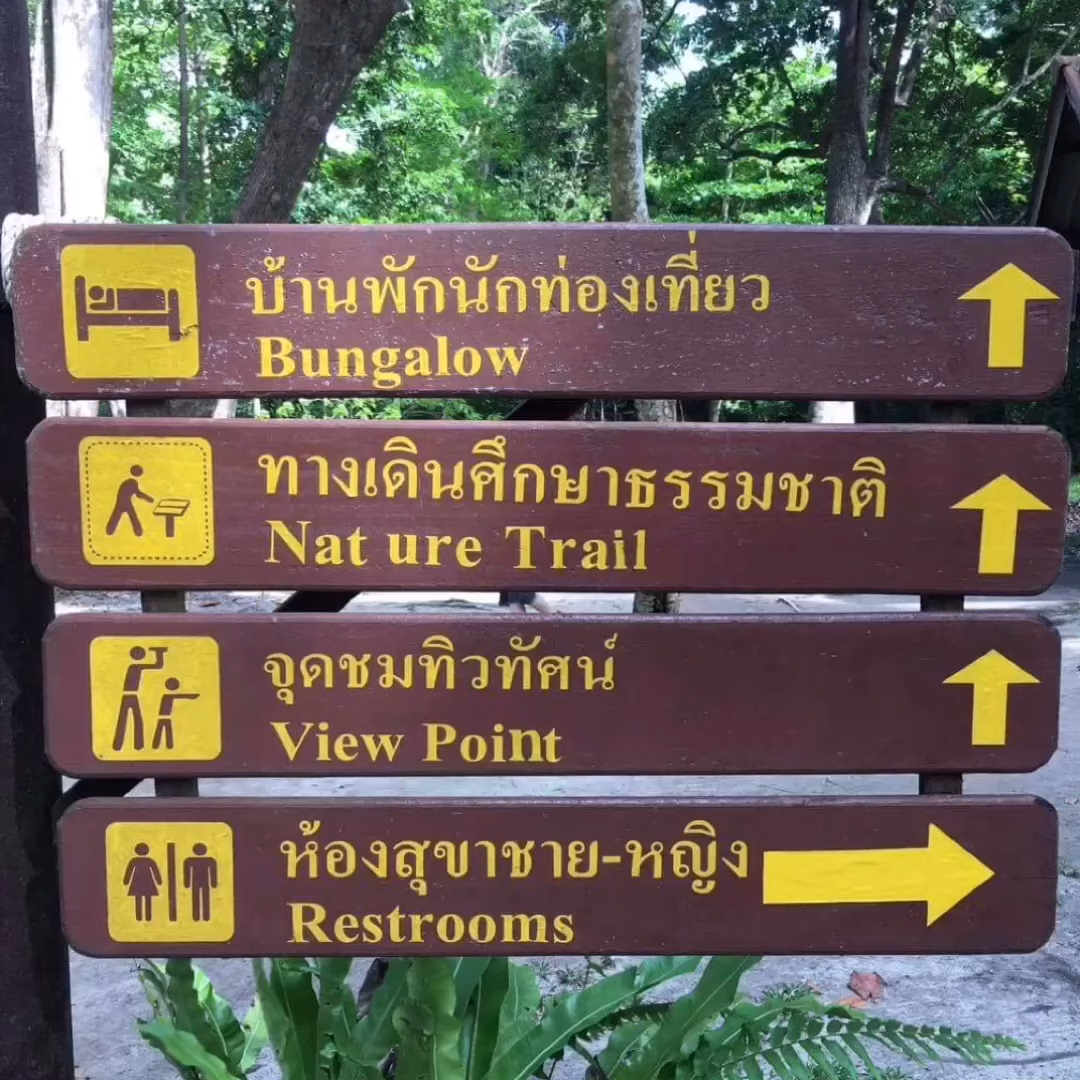 บ้านพักนักท่องเที่ยว
Bungalow
ทางเดินศึกษาธรรมชาติ
Nature Trail
จุดชมทิวทัศน์
View Point
ห้องสุขาชาย-หญิง
Restrooms